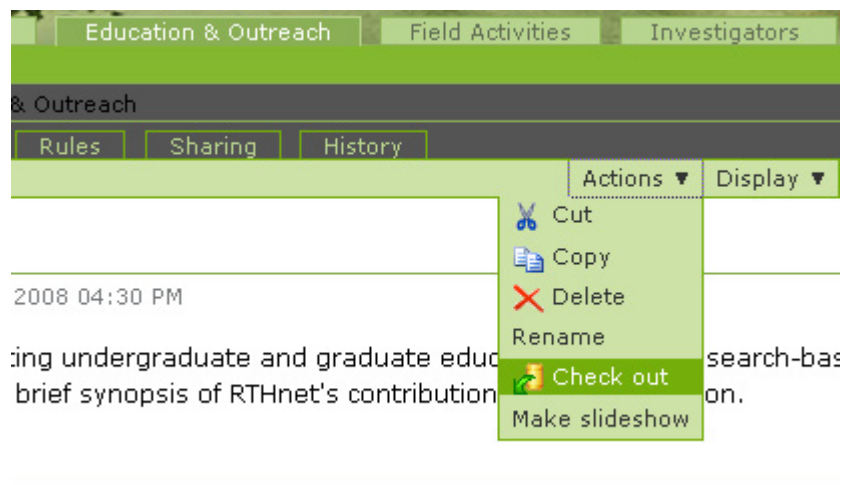 Education & Outreach Field Activities Investigators
& Outreach
Rules Sharing History
Actions ▼ Display ▼
Cut
Copy
2008 04:30 PM Delete
Rename
ting undergraduate and graduate educ search-bas
Check out
brief synopsis of RTHnet's contribution on.
Make slideshow